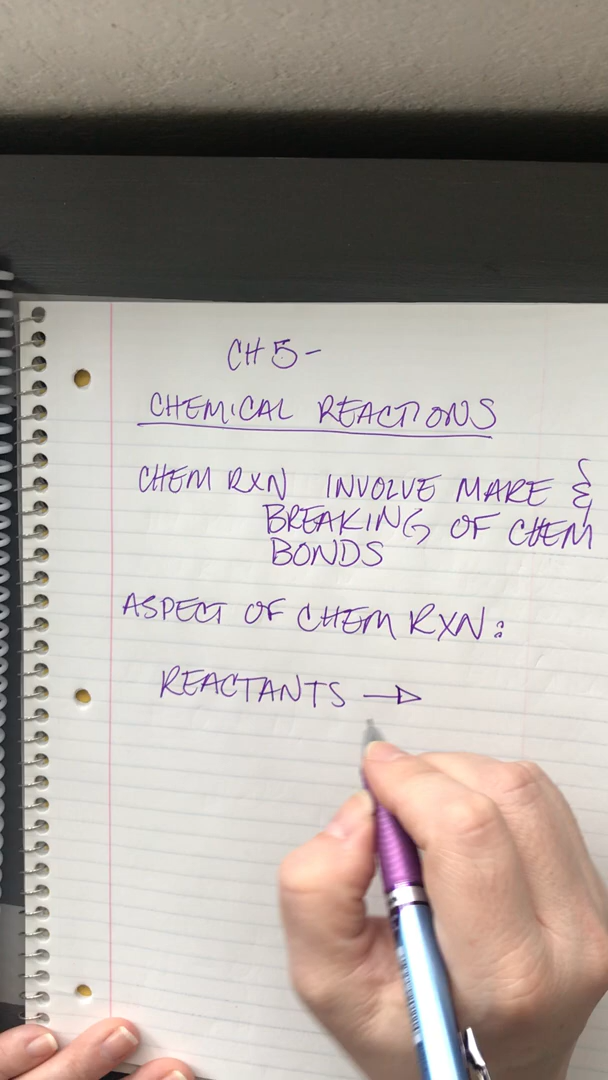 CH 5-
CHEMICAL REACTIONS
CHEM RXN INVOLVE MAKE &
BREAKING OF CHEM
BONDS
ASPECT OF CHEM RXN:
REACTANTS →